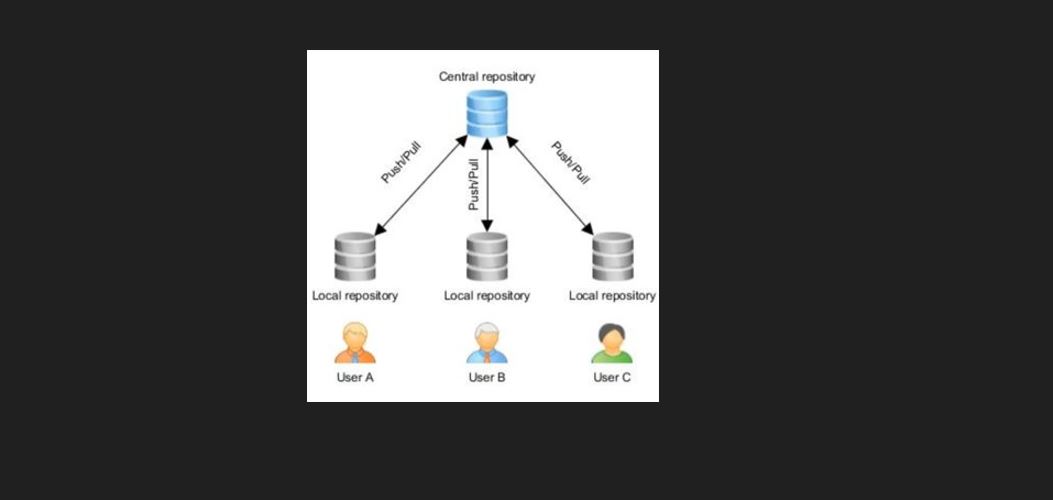 Central repository
Push/Pull
Push/Pull
Push/Pull
Local repository
Local repository
Local repository
User A
User B
User C